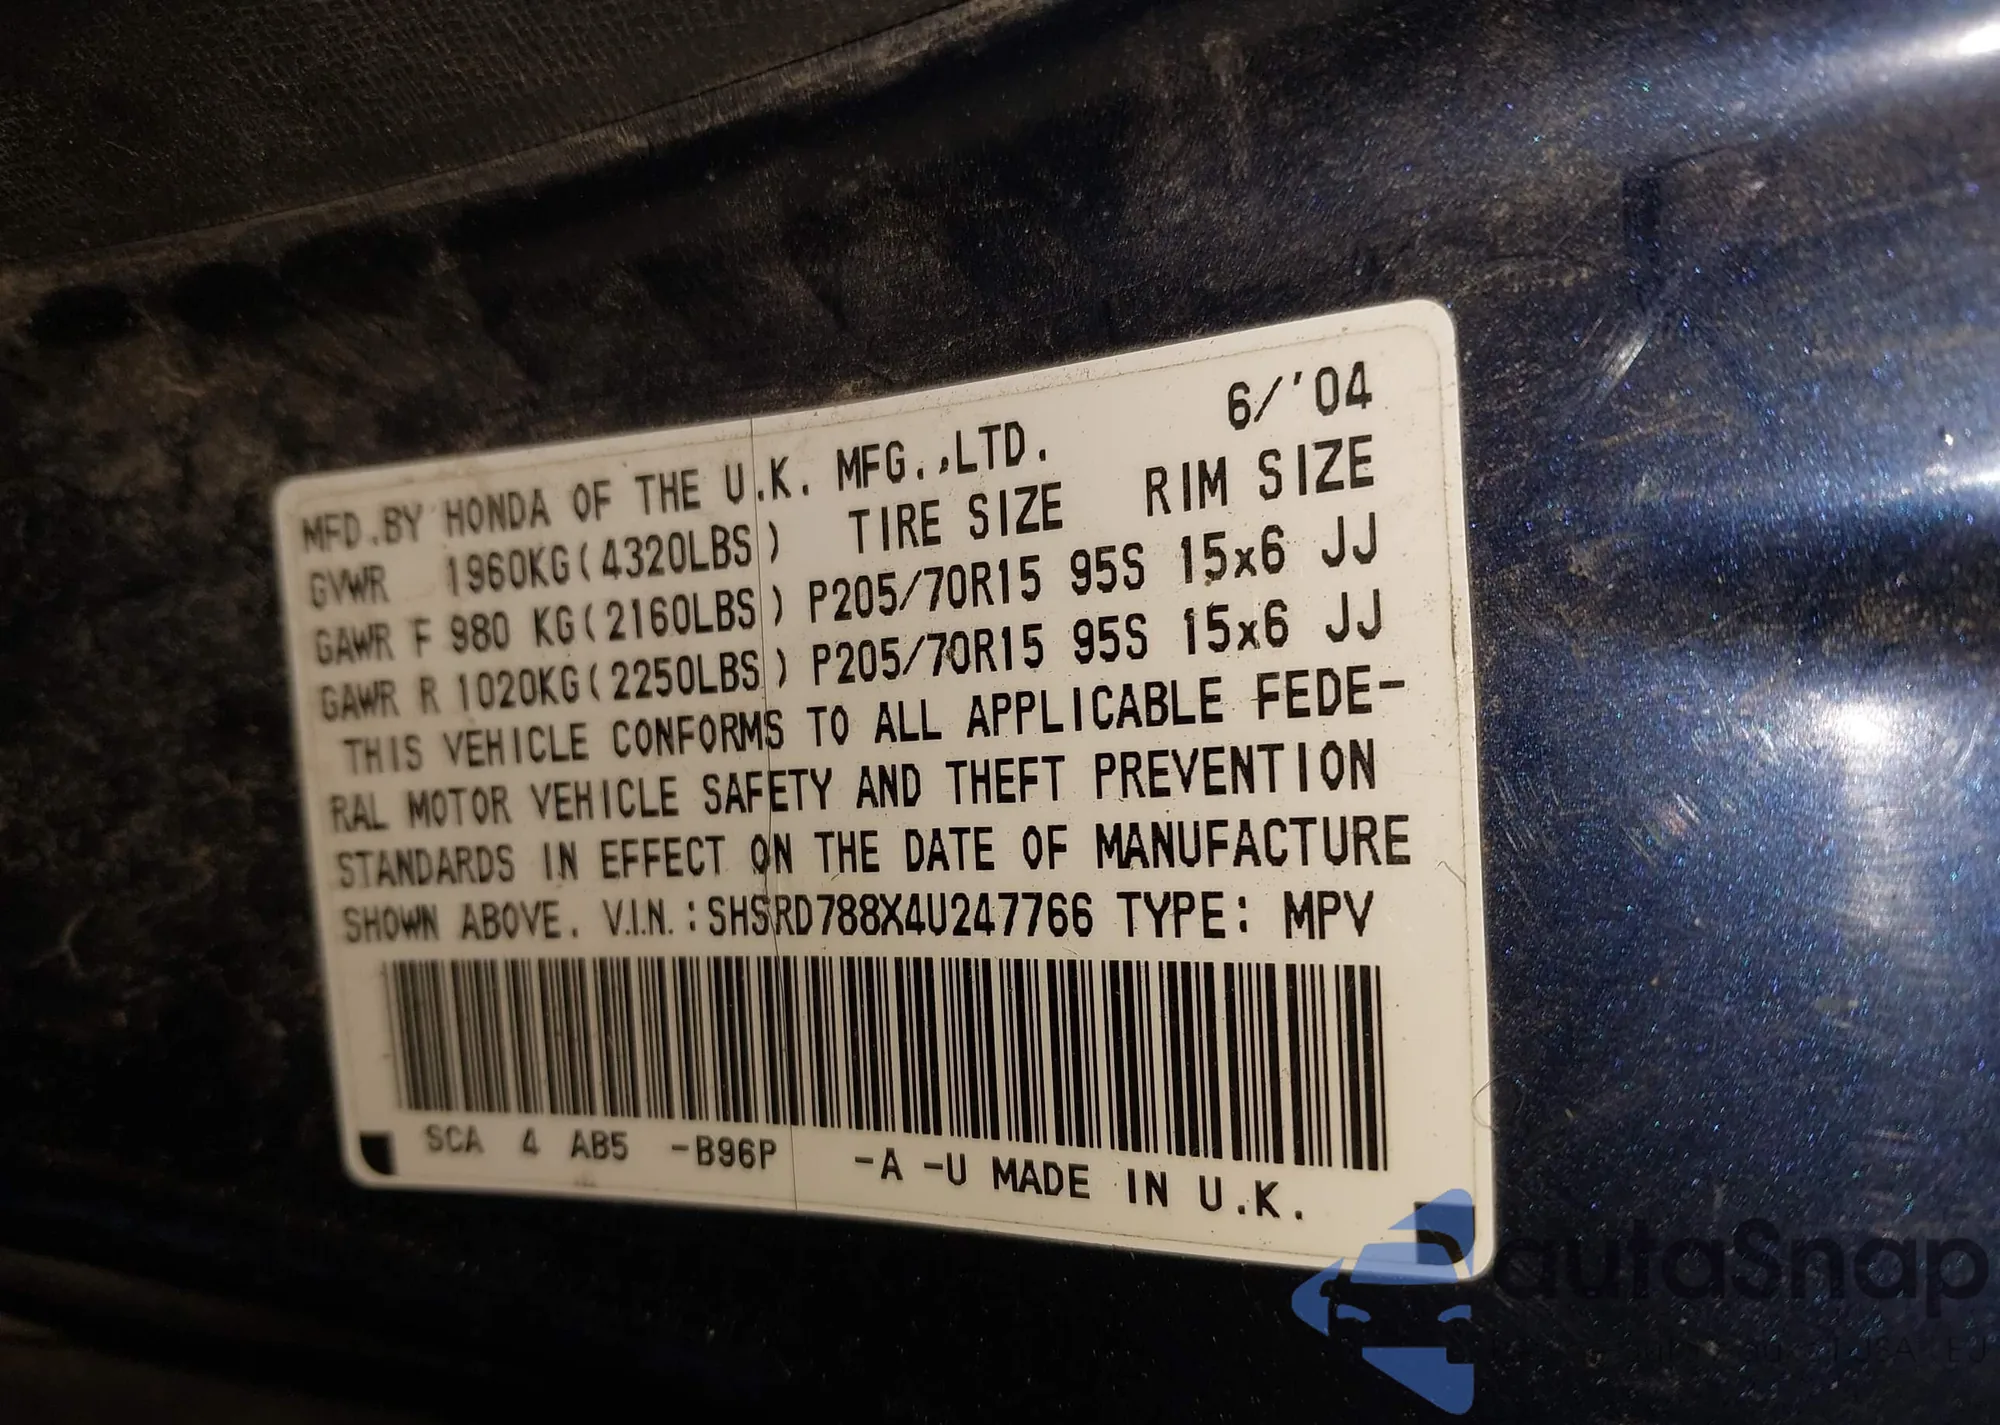 6/'04
MFD.BY HONDA OF THE U.K. MFG.,LTD.
GVWR 1960KG(4320LBS) TIRE SIZE RIM SIZE
GAWR F 980 KG(2160LBS) P205/70R15 95S 15x6 JJ
GAWR R 1020KG(2250LBS) P205/70R15 95S 15x6 JJ
THIS VEHICLE CONFORMS TO ALL APPLICABLE FEDE-
RAL MOTOR VEHICLE SAFETY AND THEFT PREVENTION
STANDARDS IN EFFECT ON THE DATE OF MANUFACTURE
SHOWN ABOVE. V.I.N.:SHSRD788X4U247766 TYPE: MPV
SCA 4 AB5 -B96P -A -U MADE IN U.K.
autaSnap